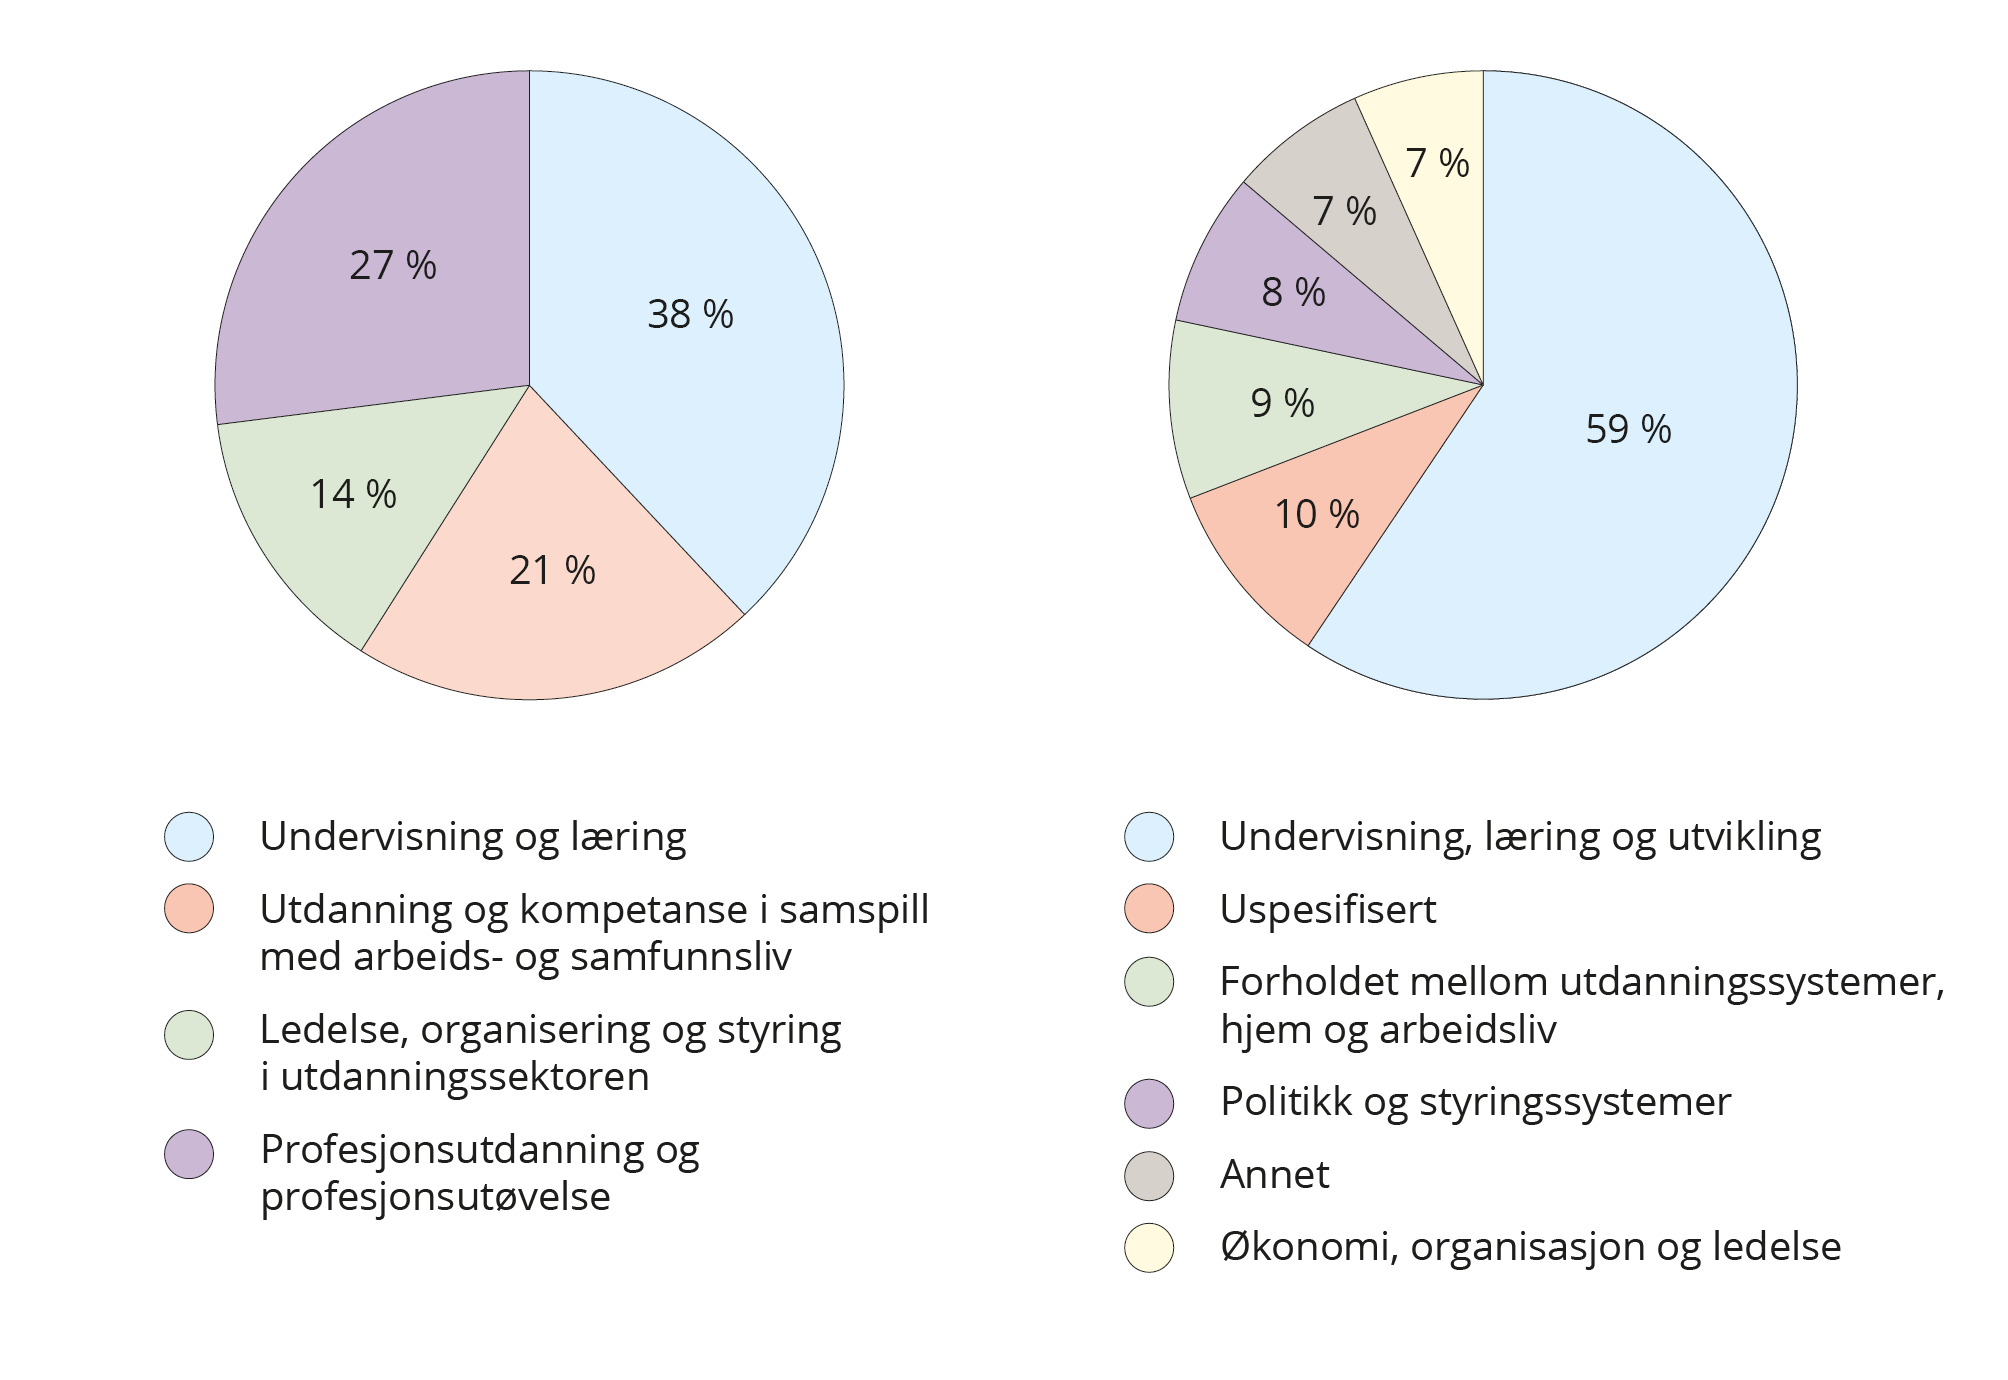 27 %
38 %
14 %
21 %
7 %
7 %
8 %
9 %
59 %
10 %
Undervisning og læring
Utdanning og kompetanse i samspill
med arbeids- og samfunnsliv
Ledelse, organisering og styring
i utdanningssektoren
Profesjonsutdanning og
profesjonsutøvelse
Undervisning, læring og utvikling
Uspesifisert
Forholdet mellom utdanningssystemer,
hjem og arbeidsliv
Politikk og styringssystemer
Annet
Økonomi, organisasjon og ledelse